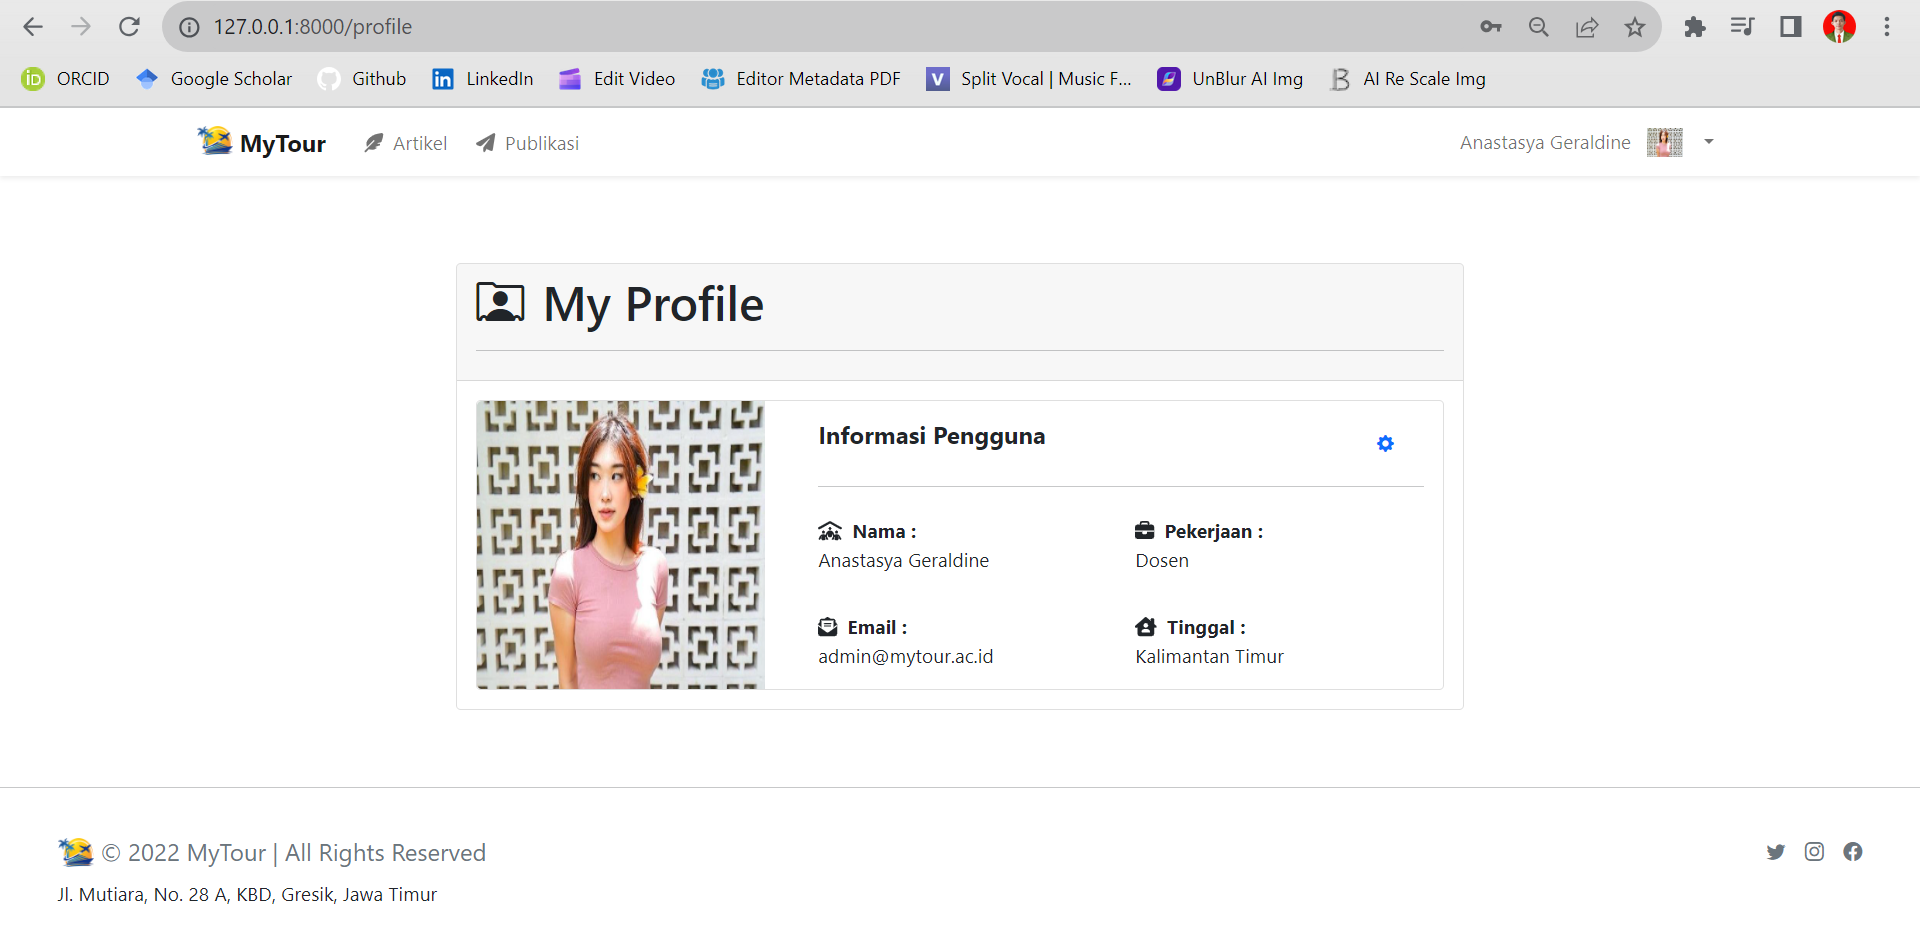 127.0.0.1:8000/profile
ORCID Google Scholar Github LinkedIn Edit Video Editor Metadata PDF Split Vocal | Music F... UnBlur AI Img AI Re Scale Img
MyTour Artikel Publikasi Anastasya Geraldine
My Profile
Informasi Pengguna
Nama : Pekerjaan :
Anastasya Geraldine Dosen
Email : Tinggal :
admin@mytour.ac.id Kalimantan Timur
© 2022 MyTour | All Rights Reserved
Jl. Mutiara, No. 28 A, KBD, Gresik, Jawa Timur